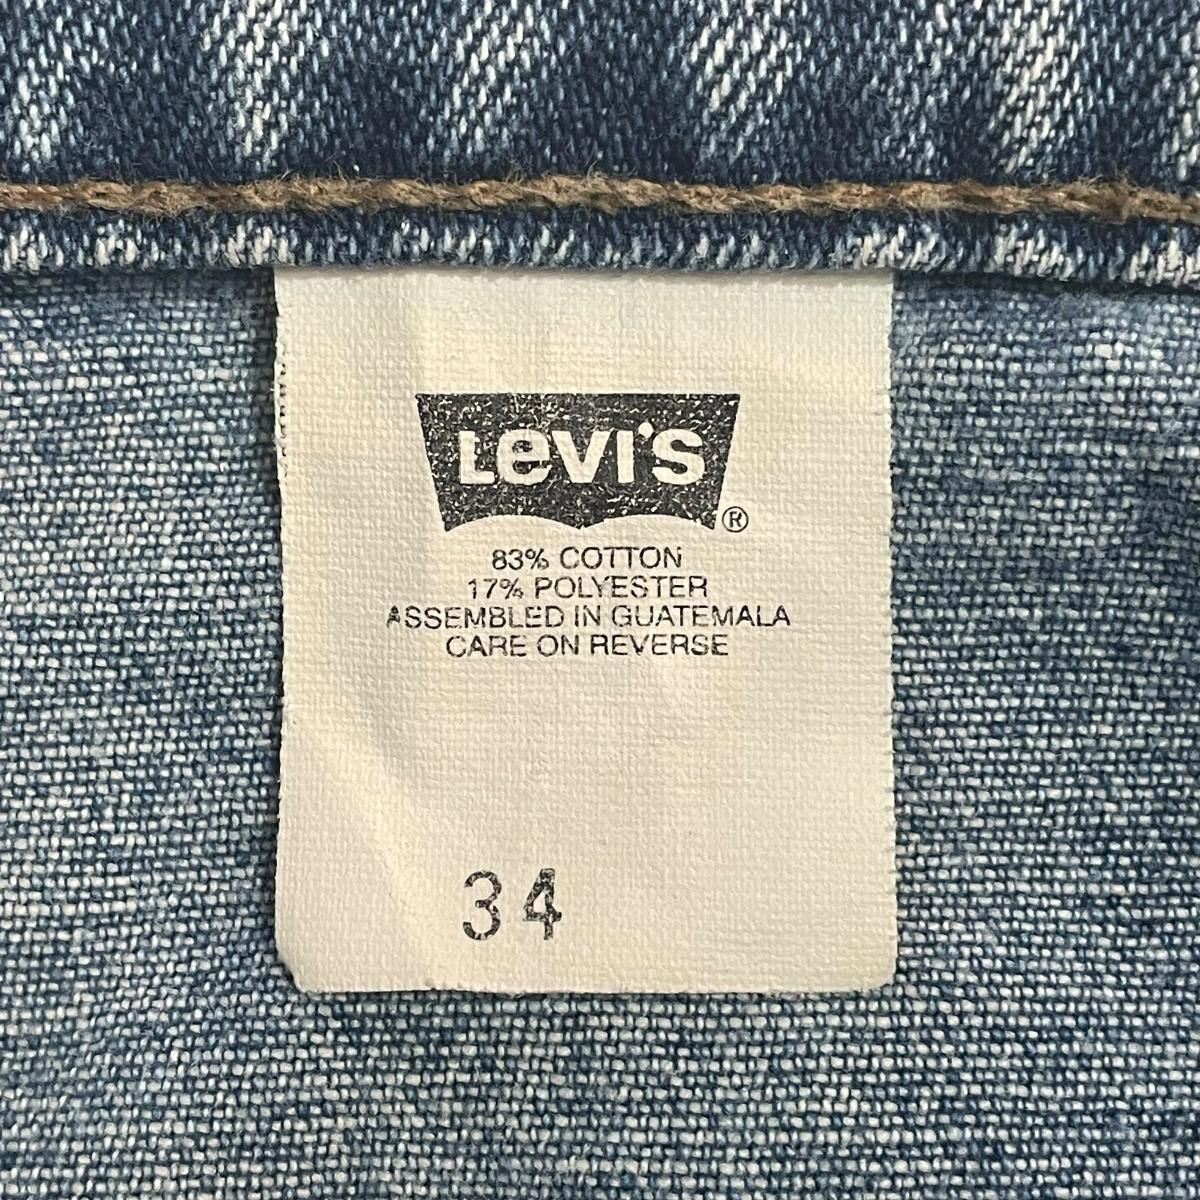 LEVI'S ®
83% COTTON
17% POLYESTER
ASSEMBLED IN GUATEMALA
CARE ON REVERSE
34